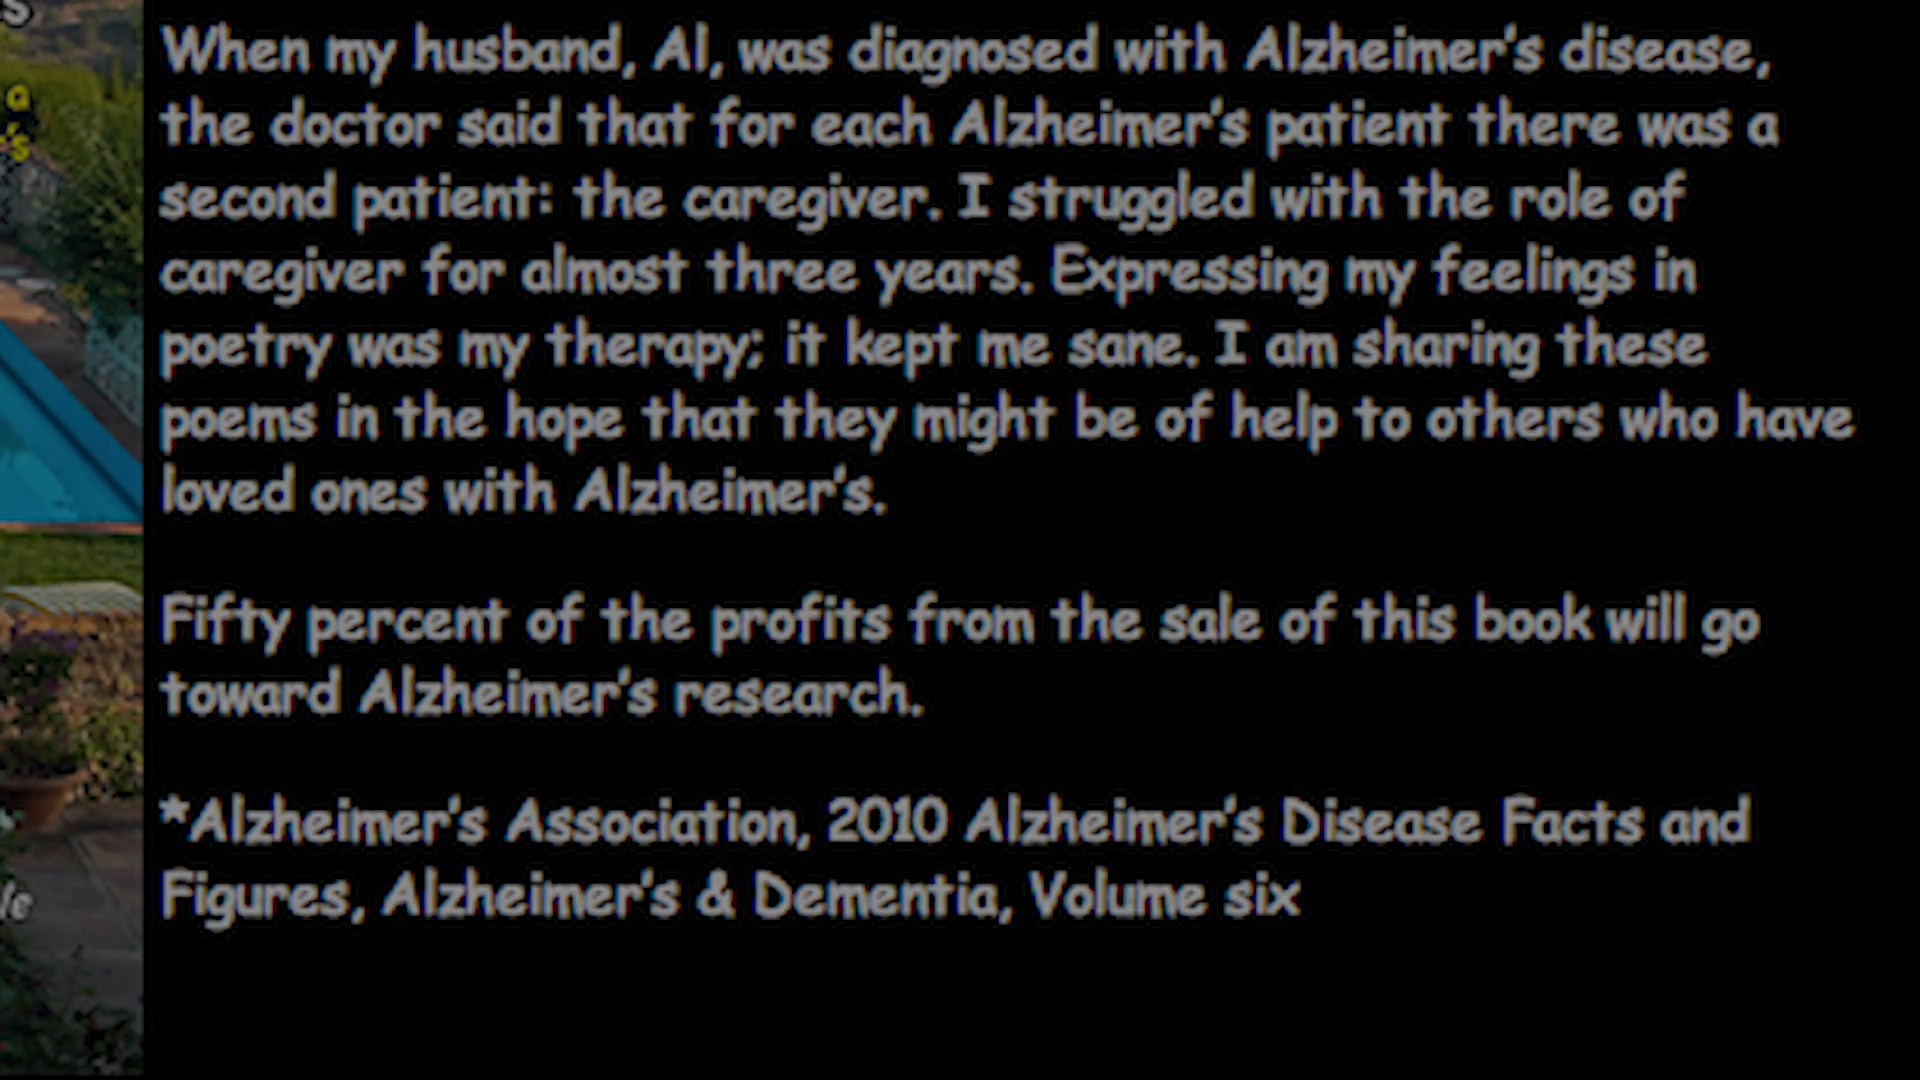 s
a
's
When my husband, Al, was diagnosed with Alzheimer's disease,
the doctor said that for each Alzheimer's patient there was a
second patient: the caregiver. I struggled with the role of
caregiver for almost three years. Expressing my feelings in
poetry was my therapy; it kept me sane. I am sharing these
poems in the hope that they might be of help to others who have
loved ones with Alzheimer's.
Fifty percent of the profits from the sale of this book will go
toward Alzheimer's research.
*Alzheimer's Association, 2010 Alzheimer's Disease Facts and
Figures, Alzheimer's & Dementia, Volume six
le